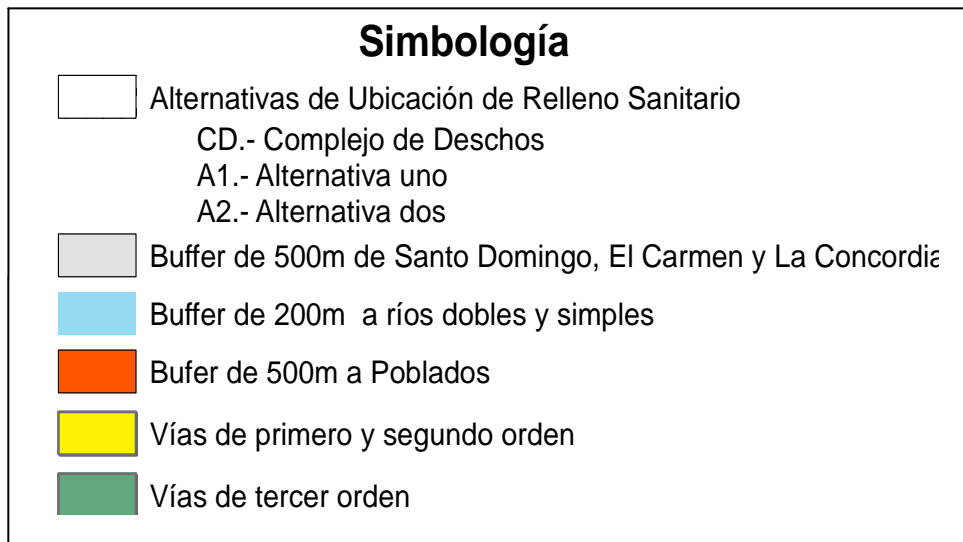 Simbología
Alternativas de Ubicación de Relleno Sanitario
CD.- Complejo de Deschos
A1.- Alternativa uno
A2.- Alternativa dos
Buffer de 500m de Santo Domingo, El Carmen y La Concordia
Buffer de 200m a ríos dobles y simples
Bufer de 500m a Poblados
Vías de primero y segundo orden
Vías de tercer orden